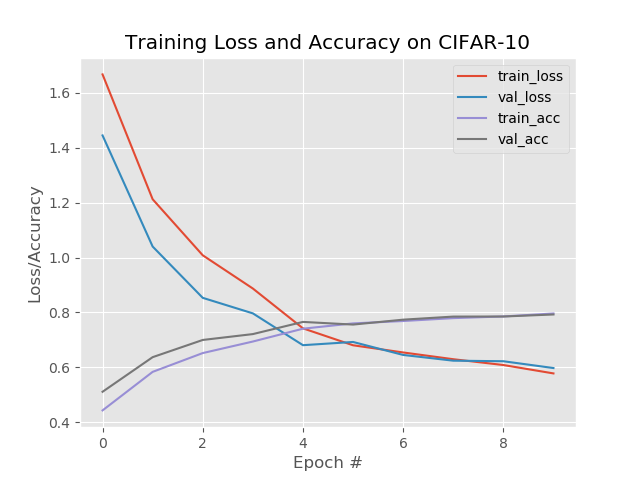 Training Loss and Accuracy on CIFAR-10
train_loss
val_loss
train_acc
val_acc
Loss/Accuracy
1.6
1.4
1.2
1.0
0.8
0.6
0.4
0 2 4 6 8
Epoch #